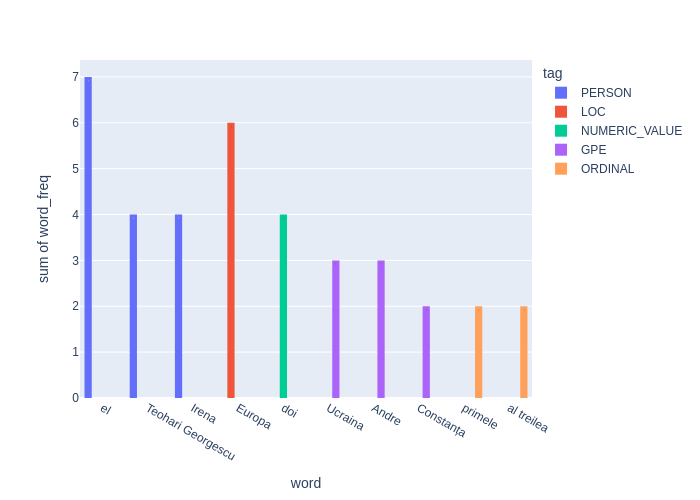 tag
PERSON
LOC
NUMERIC_VALUE
GPE
ORDINAL
sum of word_freq
7
6
5
4
3
2
1
0
el
Teohari Georgescu
Irena
Europa
doi
Ucraina
Andre
Constanța
primele
al treilea
word